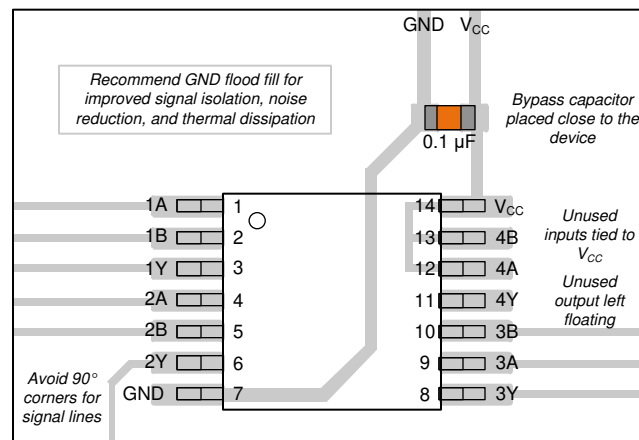 GND V_CC
Recommend GND flood fill for
improved signal isolation, noise
reduction, and thermal dissipation
Bypass capacitor
placed close to the
device
0.1 µF
1A 1 14 V_CC
1B 2 13 4B
1Y 3 12 4A
2A 4 11 4Y
2B 5 10 3B
2Y 6 9 3A
GND 7 8 3Y
Unused
inputs tied to
V_CC
Unused
output left
floating
Avoid 90°
corners for
signal lines